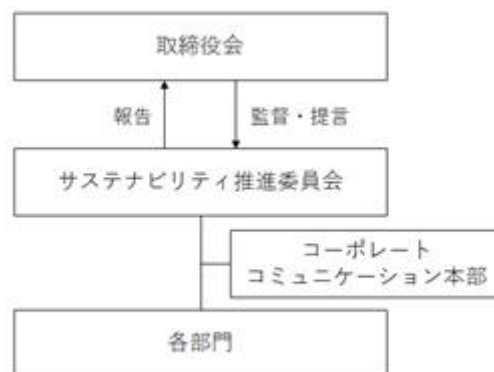 取締役会
報告
監督・提言
サステナビリティ推進委員会
コーポレート
コミュニケーション本部
各部門